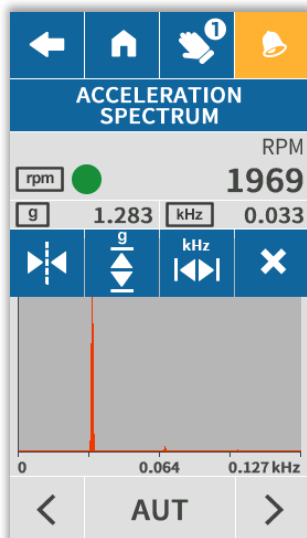 1
ACCELERATION
SPECTRUM
RPM
rpm 1969
g 1.283 kHz 0.033
g kHz
0 0.064 0.127 kHz
AUT